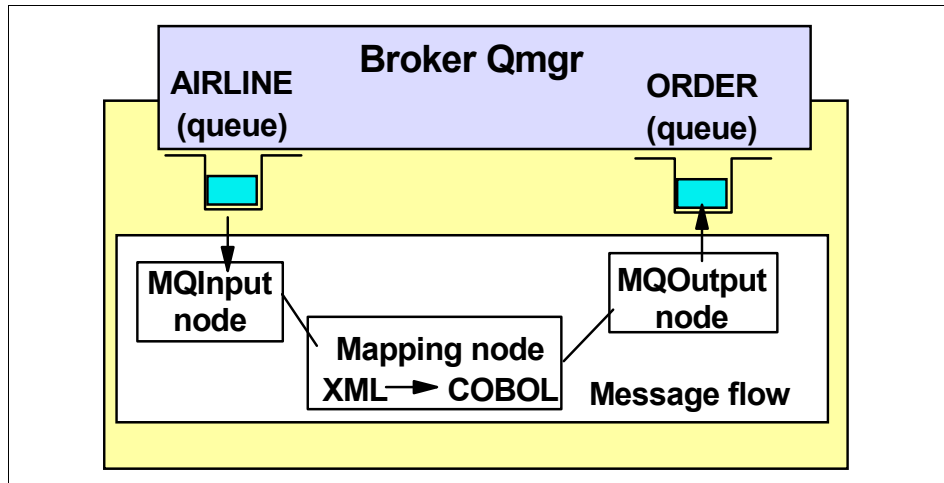 Broker Qmgr
AIRLINE
(queue)
ORDER
(queue)
MQInput
node
Mapping node
XML COBOL
MQOutput
node
Message flow